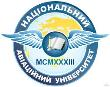 НАЦІОНАЛЬНИЙ
MCMXXXIII
АВІАЦІЙНИЙ УНІВЕРСИТЕТ